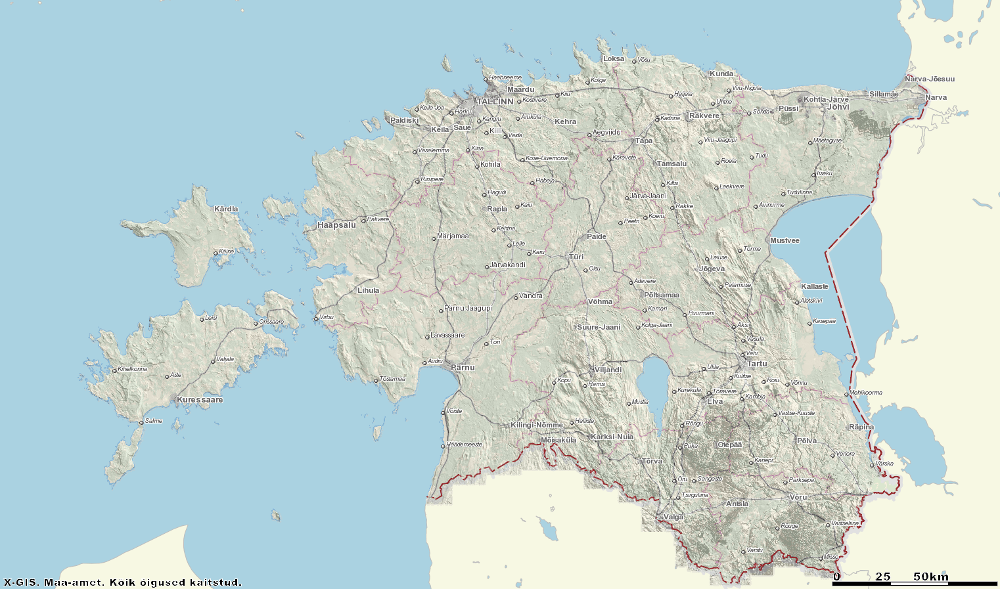 Loksa
Võsu
Kunda
Narva-Jõesuu
Haabneeme
Kolga
Maardu
Viru-Nigula
Kiiu
Haljala
Sillamäe
Narva
TALLINN
Kostivere
Kohtla-Järve
Uhtna
Jõhvi
Keila-Joa
Harku
Püssi
Sonda
Rakvere
Paldiski
Kangru
Aruküla
Kehra
Kadrina
Keila
Saue
Kiili
Vaida
Aegviidu
Tapa
Viru-Jaagupi
Mäetaguse
Vasalemma
Kiisa
Kose-Uuemõisa
Karavete
Tudu
Kohila
Tamsalu
Roela
Iisaku
Riisipere
Habaja
Kiltsi
Laekvere
Hagudi
Järva-Jaani
Tudulinna
Kärdla
Rapla
Kaiu
Rakke
Avinurme
Palivere
Haapsalu
Koeru
Peetri
Kehtna
Märjamaa
Paide
Mustvee
Lelle
Käina
Käru
Türi
Torma
Laiuse
Järvakandi
Oisu
Jõgeva
Adavere
Palamuse
Kallaste
Lihula
Vändra
Põltsamaa
Võhma
Alatskivi
Pärnu-Jaagupi
Kamari
Puurmani
Leisi
Orissaare
Virtsu
Suure-Jaani
Kolga-Jaani
Äksi
Kasepää
Lavassaare
Tori
Vasula
Vahi
Valjala
Audru
Pärnu
Tartu
Kihelkonna
Aste
Tõstamaa
Viljandi
Ulila
Kõpu
Ramsi
Külitse
Roiu
Võnnu
Kureküla
Tõravere
Mehikoorma
Kuressaare
Elva
Kambja
Mustla
Võiste
Vastse-Kuuste
Salme
Kilingi-Nõmme
Halliste
Rõngu
Räpina
Mõisaküla
Karksi-Nuia
Põlva
Häädemeeste
Puka
Otepää
Värska
Veriora
Tõrva
Kanepi
Õru
Sangaste
Parksepa
Tsirguliina
Võru
Antsla
Valga
Rõuge
Vastseliina
Varstu
Misso
0 25 50km
X-GIS. Maa-amet. Kõik õigused kaitstud.